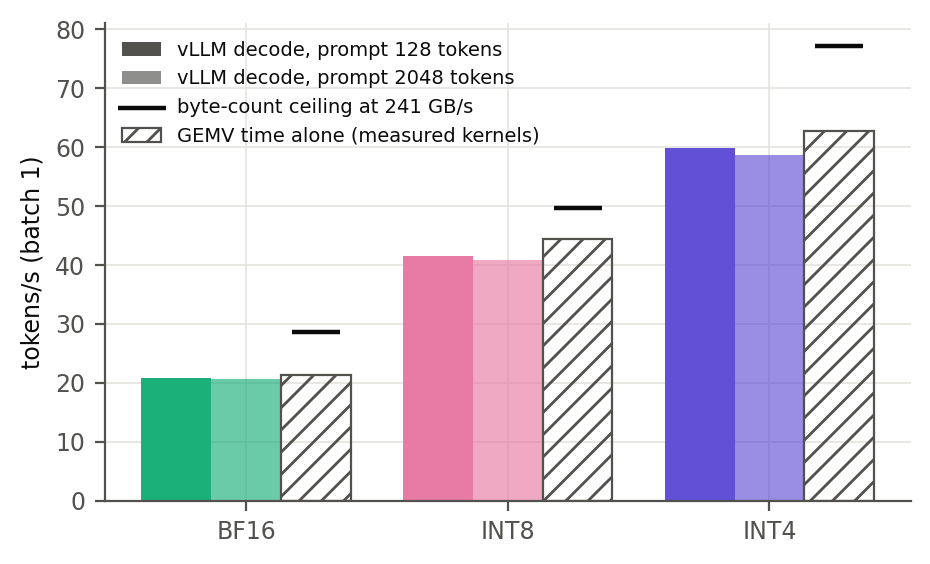 80
70
60
50
40
30
20
10
0
tokens/s (batch 1)
vLLM decode, prompt 128 tokens
vLLM decode, prompt 2048 tokens
byte-count ceiling at 241 GB/s
GEMV time alone (measured kernels)
BF16
INT8
INT4